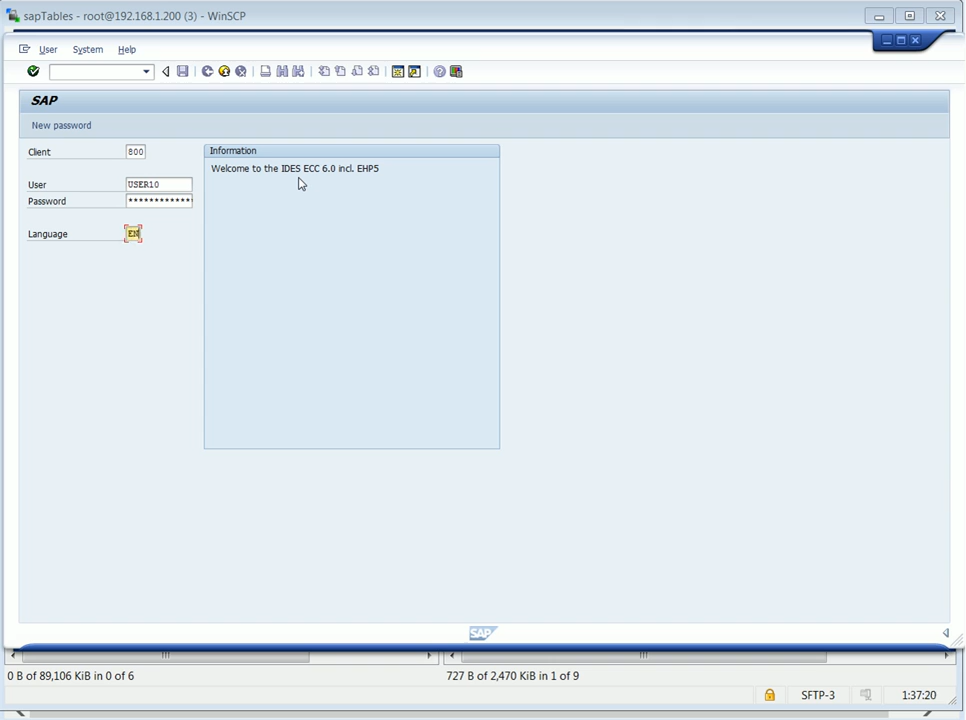 sapTables - root@192.168.1.200 (3) - WinSCP
User System Help
SAP
New password
Client 800
Information
Welcome to the IDES ECC 6.0 incl. EHP5
User USER10
Password ************
Language EN
SAP
0 B of 89,106 KiB in 0 of 6
727 B of 2,470 KiB in 1 of 9
SFTP-3
1:37:20